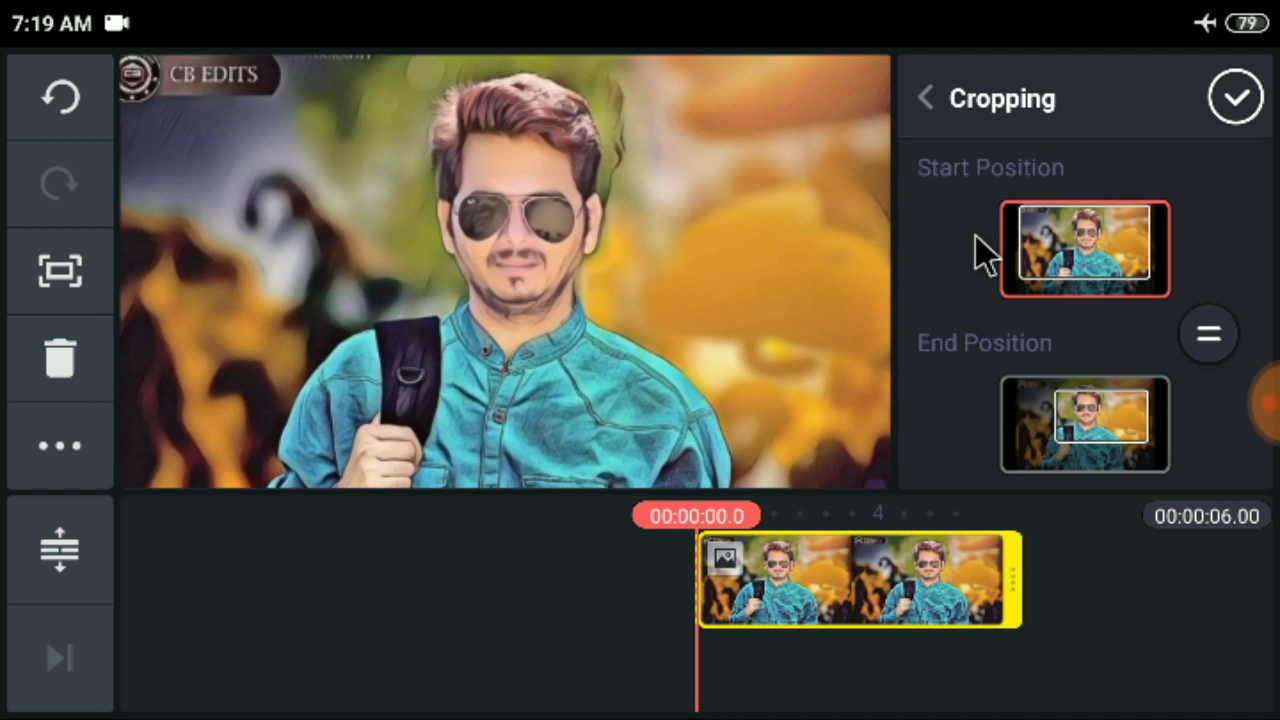 7:19 AM
79
CB EDITS
Cropping
Start Position
End Position
00:00:00.0
4
00:00:06.00